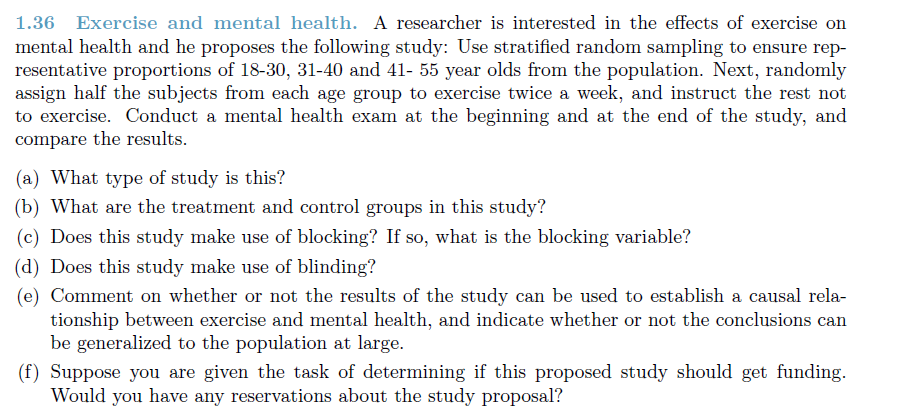 1.36 Exercise and mental health. A researcher is interested in the effects of exercise on
mental health and he proposes the following study: Use stratified random sampling to ensure rep-
resentative proportions of 18-30, 31-40 and 41- 55 year olds from the population. Next, randomly
assign half the subjects from each age group to exercise twice a week, and instruct the rest not
to exercise. Conduct a mental health exam at the beginning and at the end of the study, and
compare the results.
(a) What type of study is this?
(b) What are the treatment and control groups in this study?
(c) Does this study make use of blocking? If so, what is the blocking variable?
(d) Does this study make use of blinding?
(e) Comment on whether or not the results of the study can be used to establish a causal rela-
tionship between exercise and mental health, and indicate whether or not the conclusions can
be generalized to the population at large.
(f) Suppose you are given the task of determining if this proposed study should get funding.
Would you have any reservations about the study proposal?